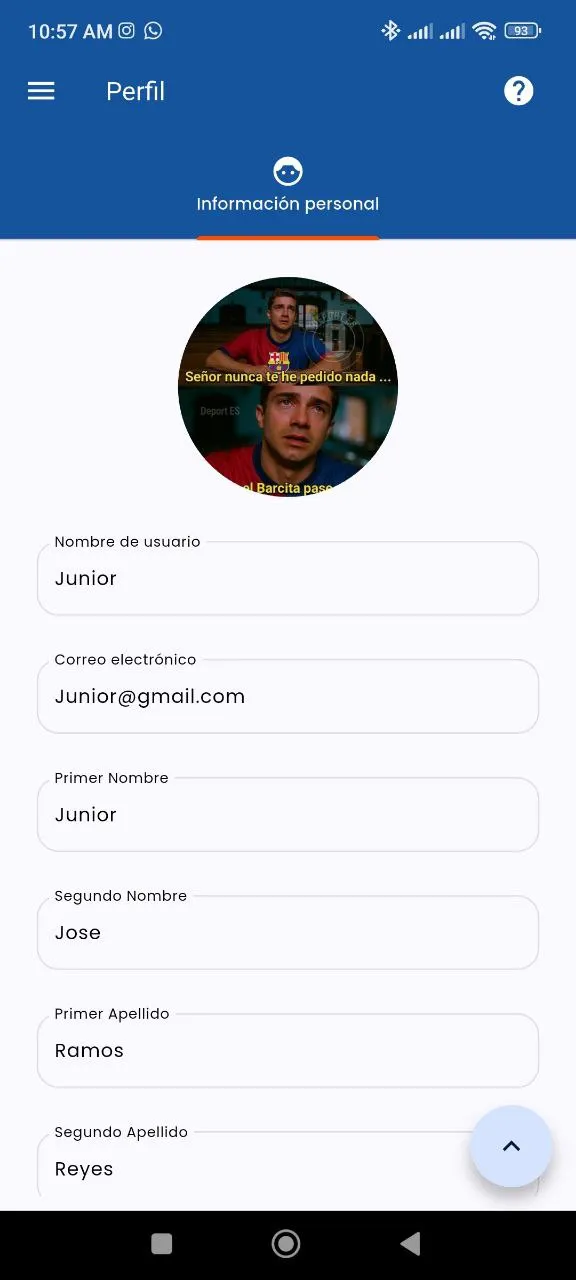 10:57 AM
93
Perfil
Información personal
Señor nunca te he pedido nada ...
Deport ES
el Barcita pase
Nombre de usuario
Junior
Correo electrónico
Junior@gmail.com
Primer Nombre
Junior
Segundo Nombre
Jose
Primer Apellido
Ramos
Segundo Apellido
Reyes